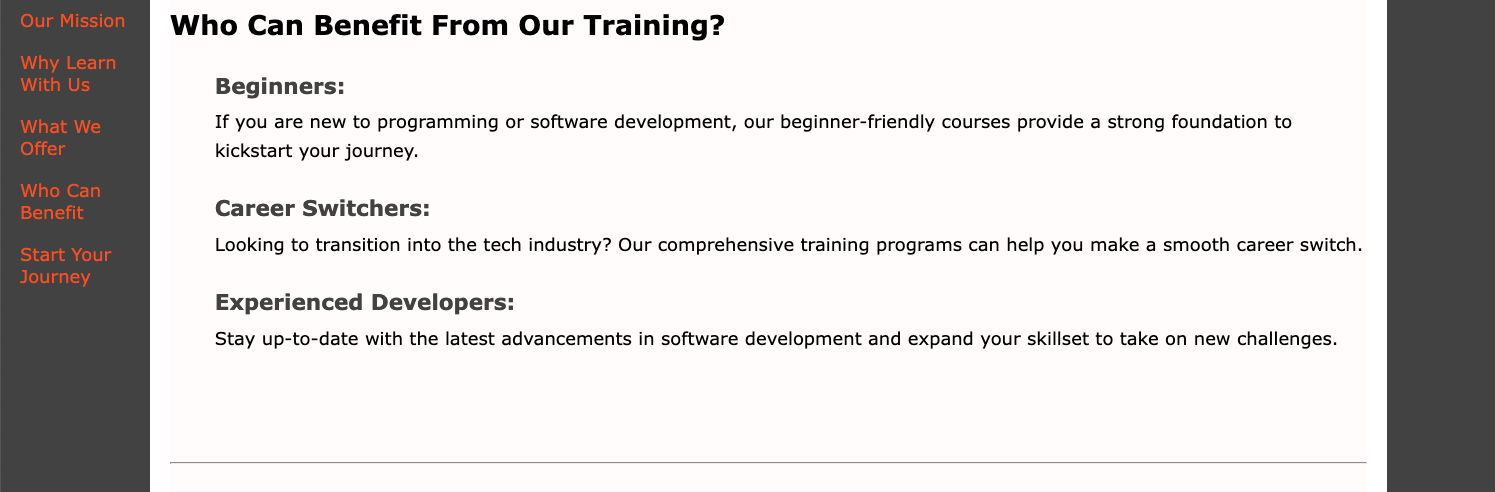 Our Mission
Why Learn
With Us
What We
Offer
Who Can
Benefit
Start Your
Journey
Who Can Benefit From Our Training?
Beginners:
If you are new to programming or software development, our beginner-friendly courses provide a strong foundation to
kickstart your journey.
Career Switchers:
Looking to transition into the tech industry? Our comprehensive training programs can help you make a smooth career switch.
Experienced Developers:
Stay up-to-date with the latest advancements in software development and expand your skillset to take on new challenges.